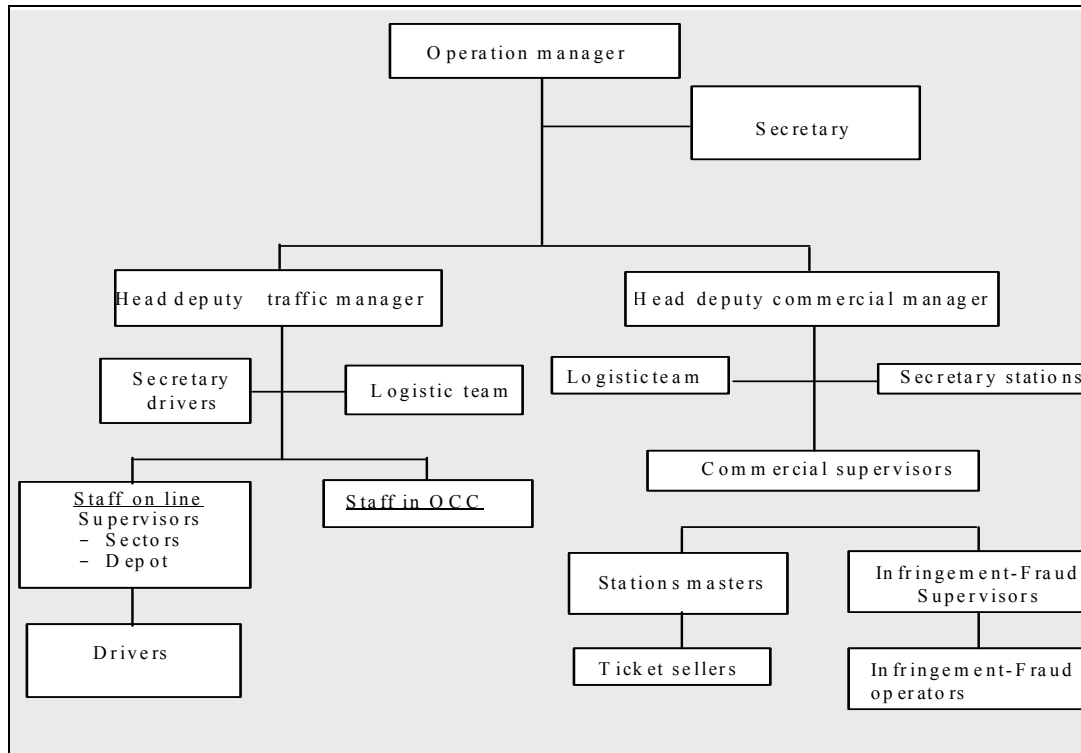 Operation manager
Secretary
Head deputy traffic manager
Head deputy commercial manager
Secretary
drivers
Logistic team
Logisticteam
Secretary stations
Commercial supervisors
Staff on line
Supervisors
– Sectors
– Depot
Staff in OCC
Stations masters
Infringement-Fraud
Supervisors
Drivers
Ticket sellers
Infringement-Fraud
operators